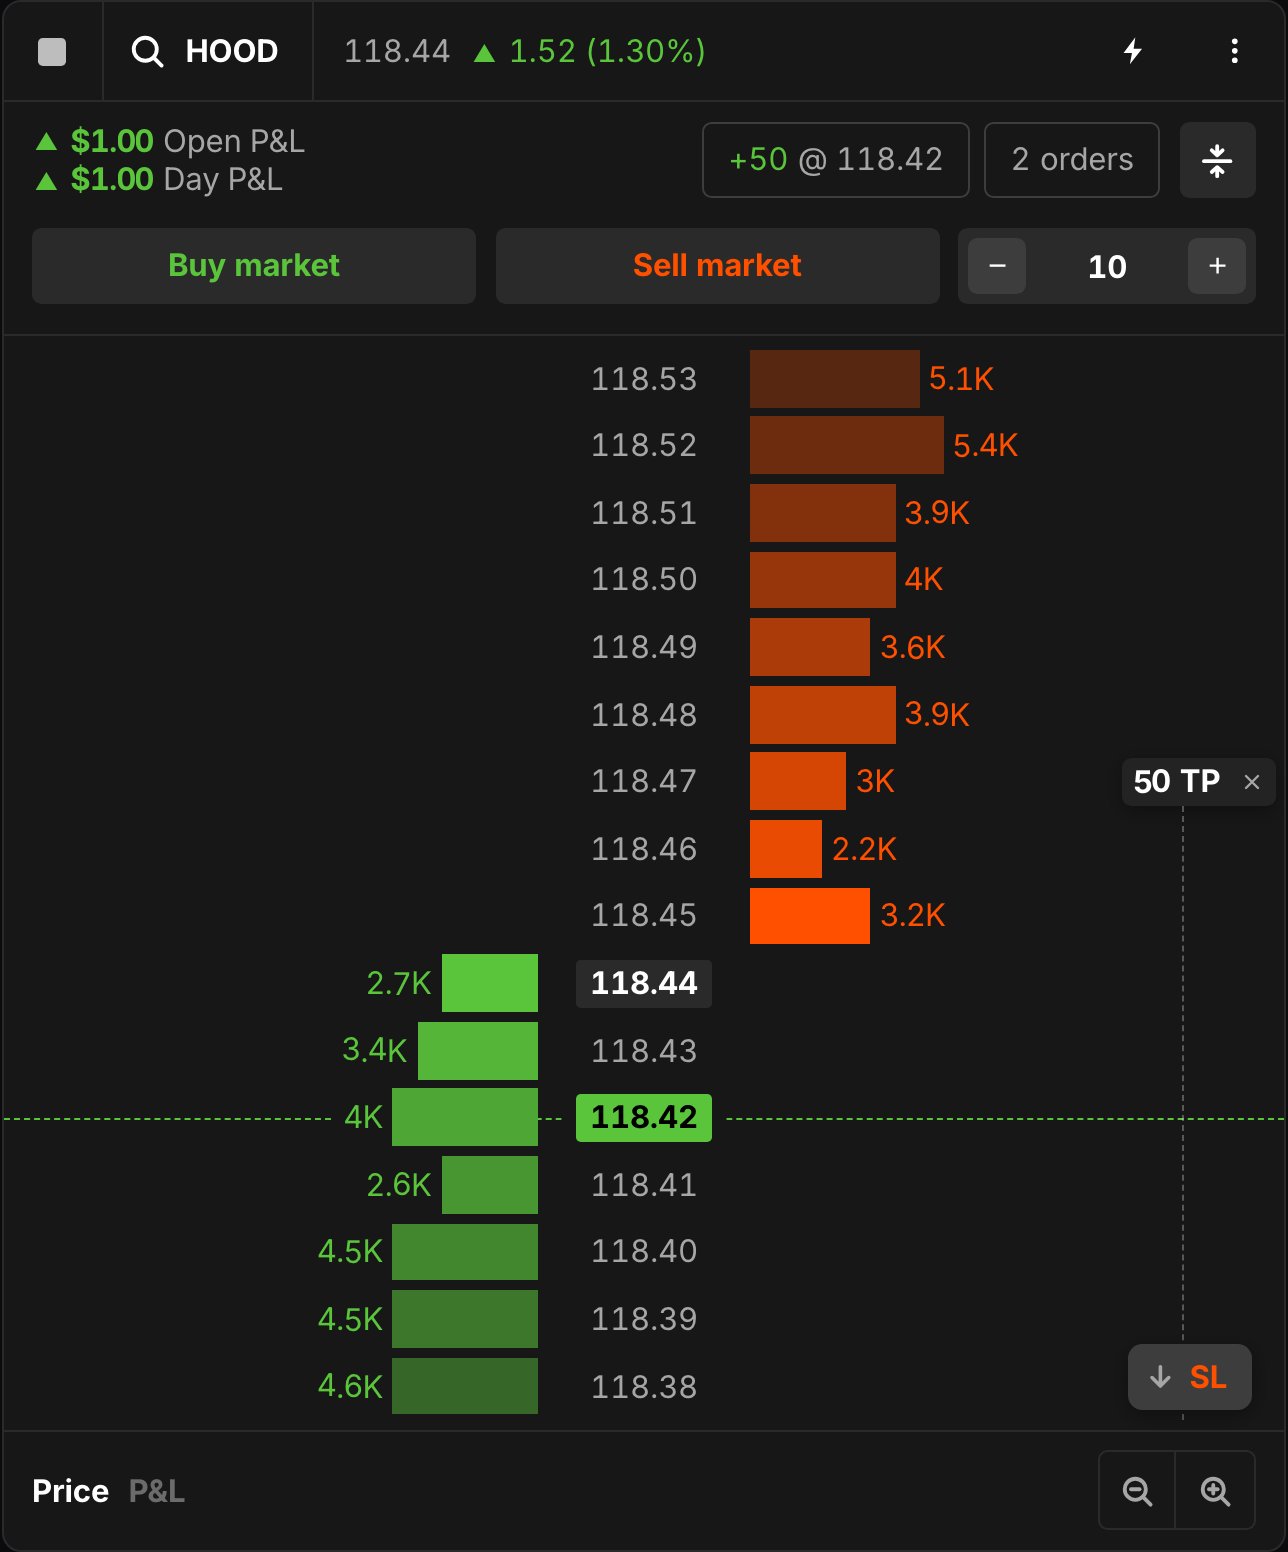 HOOD 118.44 ▲ 1.52 (1.30%)
▲ $1.00 Open P&L
▲ $1.00 Day P&L
+50 @ 118.42 2 orders
Buy market Sell market − 10 +
118.53 5.1K
118.52 5.4K
118.51 3.9K
118.50 4K
118.49 3.6K
118.48 3.9K
118.47 3K 50 TP ×
118.46 2.2K
118.45 3.2K
2.7K 118.44
3.4K 118.43
4K 118.42
2.6K 118.41
4.5K 118.40
4.5K 118.39
4.6K 118.38 ↓ SL
Price P&L